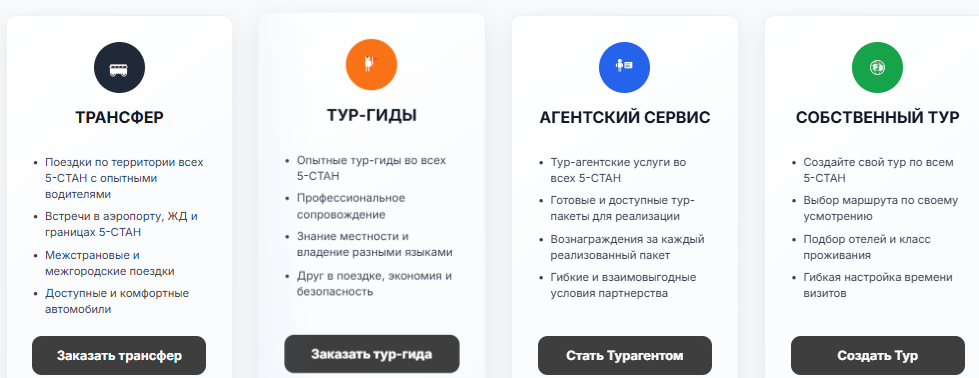 ТРАНСФЕР
• Поездки по территории всех
5-СТАН с опытными
водителями
• Встречи в аэропорту, ЖД и
границах 5-СТАН
• Межстрановые и
межгородские поездки
• Доступные и комфортные
автомобили
Заказать трансфер
ТУР-ГИДЫ
• Опытные тур-гиды во всех
5-СТАН
• Профессиональное
сопровождение
• Знание местности и
владение разными языками
• Друг в поездке, экономия и
безопасность
Заказать тур-гида
АГЕНТСКИЙ СЕРВИС
• Тур-агентские услуги во
всех 5-СТАН
• Готовые и доступные тур-
пакеты для реализации
• Вознаграждения за каждый
реализованный пакет
• Гибкие и взаимовыгодные
условия партнерства
Стать Турагентом
СОБСТВЕННЫЙ ТУР
• Создайте свой тур по всем
5-СТАН
• Выбор маршрута по своему
усмотрению
• Подбор отелей и класс
проживания
• Гибкая настройка времени
визитов
Создать Тур